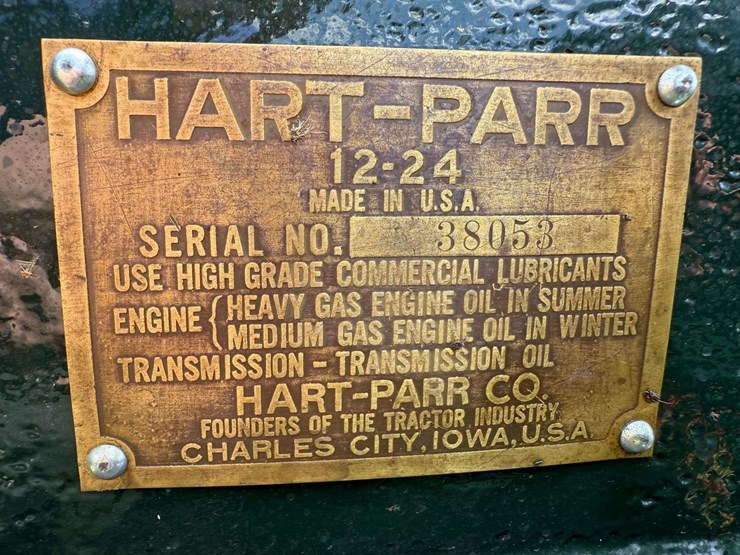 HART-PARR
12-24
MADE IN U.S.A.
SERIAL NO. 38053
USE HIGH GRADE COMMERCIAL LUBRICANTS
ENGINE { HEAVY GAS ENGINE OIL IN SUMMER
MEDIUM GAS ENGINE OIL IN WINTER
TRANSMISSION - TRANSMISSION OIL
HART-PARR CO.
FOUNDERS OF THE TRACTOR INDUSTRY
CHARLES CITY, IOWA, U.S.A.